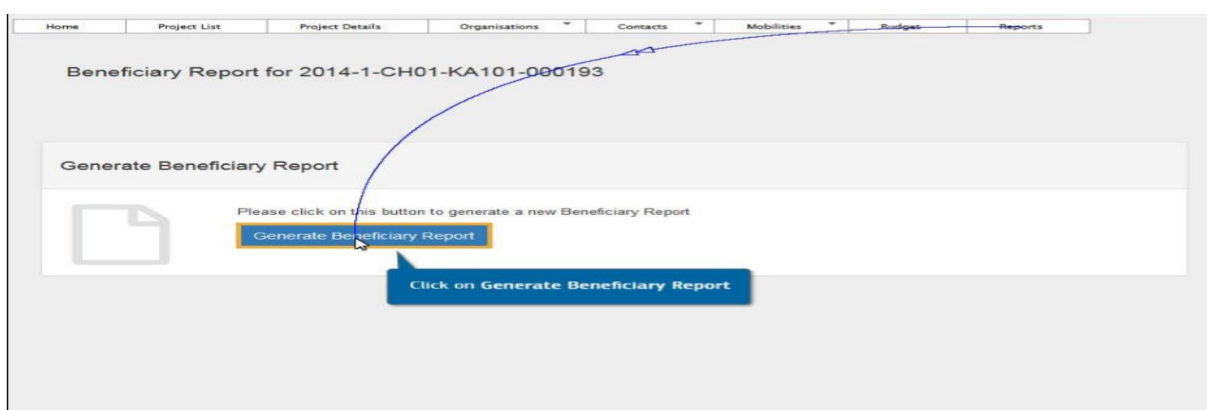 Home Project List Project Details Organisations Contacts Mobilities Budget Reports
Beneficiary Report for 2014-1-CH01-KA101-000193
Generate Beneficiary Report
Please click on this button to generate a new Beneficiary Report
Generate Beneficiary Report
Click on Generate Beneficiary Report